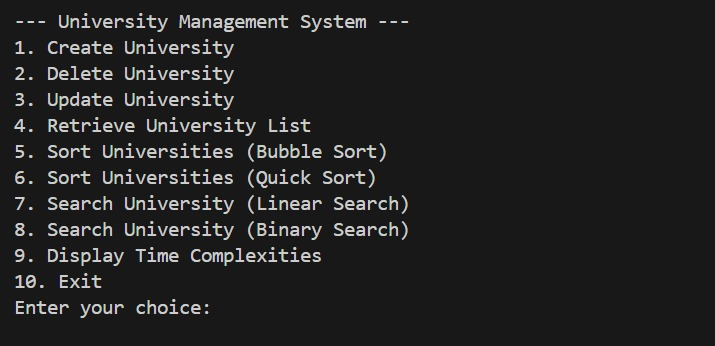 --- University Management System ---
1. Create University
2. Delete University
3. Update University
4. Retrieve University List
5. Sort Universities (Bubble Sort)
6. Sort Universities (Quick Sort)
7. Search University (Linear Search)
8. Search University (Binary Search)
9. Display Time Complexities
10. Exit
Enter your choice: